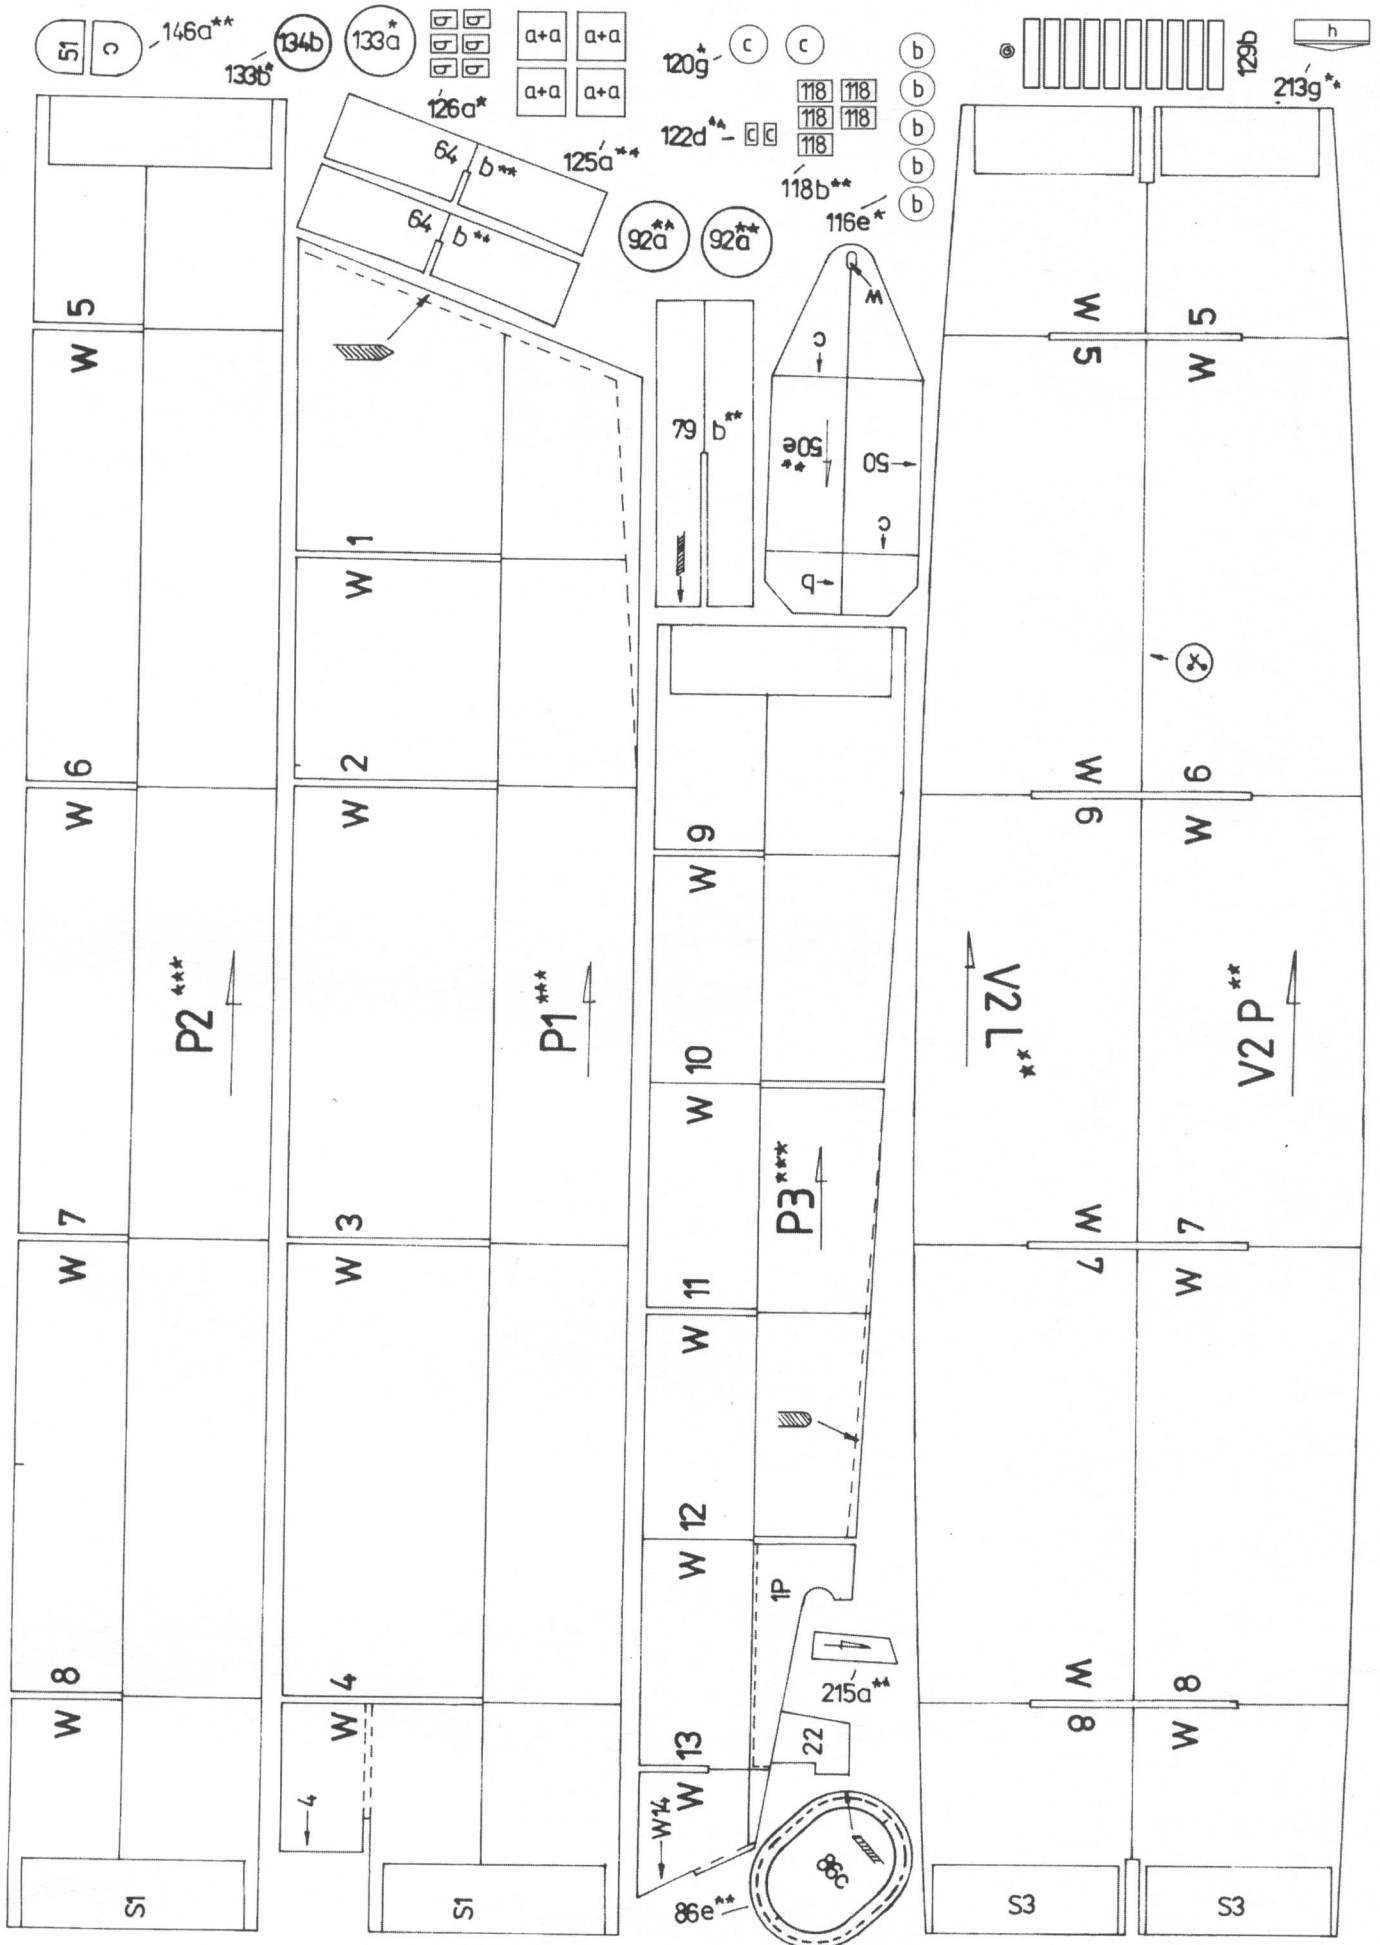 51
c
146a**
134b
133b*
133a*
b b
b b
b b
126a*
a+a a+a
a+a a+a
125a**
120g*
c c
122d**
c c
118 118
118 118
118
118b**
b
b
b
b
b
116e*
129b
h
213g**
64 b**
64 b**
92a** 92a**
79 b**
W
c
50e**
50
c
b
5
W
6
W
7
W
8
W
P2***
S1
1
W
2
W
3
W
4
W
4
P1***
S1
9
W
10
W
11
W
12
W
13
W
W14
P3***
1P
22
215a**
86c
86e**
W 5
5 W
W 6
6 W
V2 L**
V2 P**
W 7
7 W
W 8
8 W
S3
S3